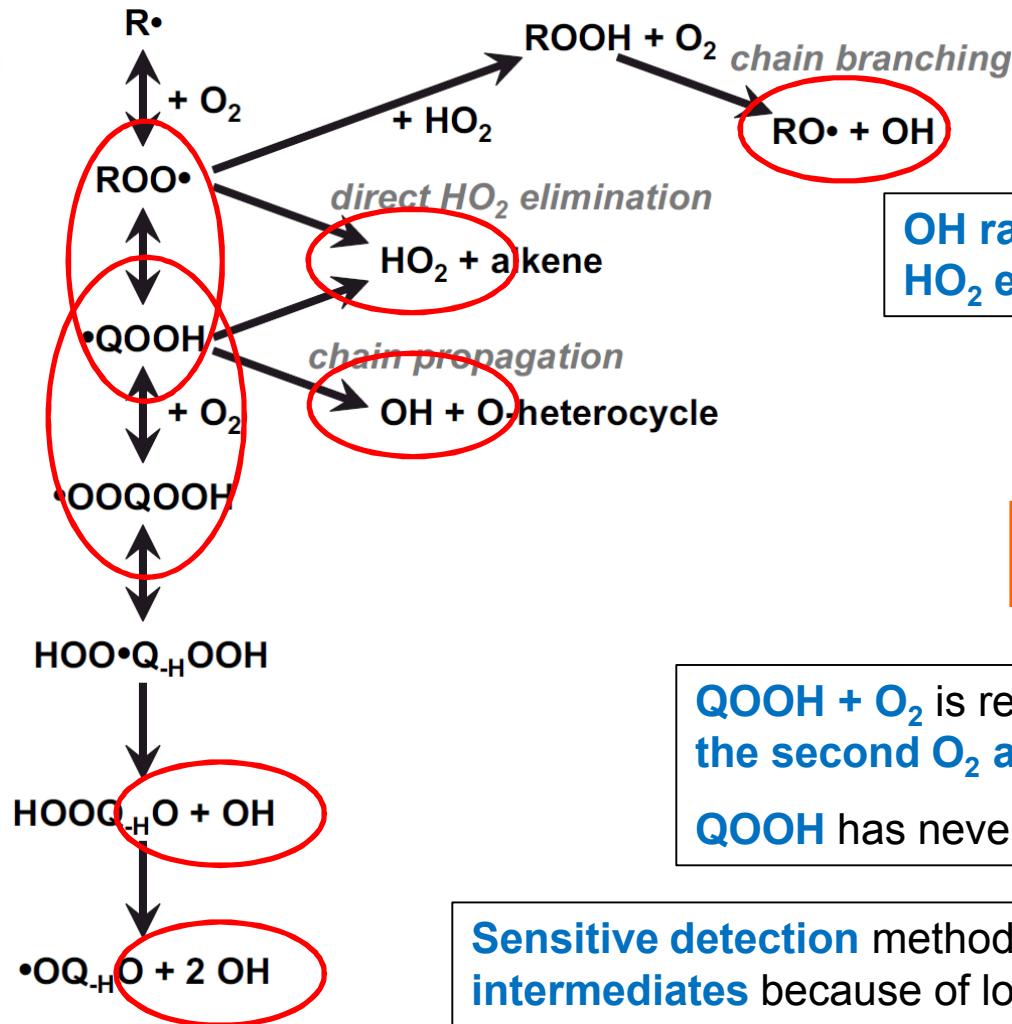 R•
+ O₂
ROO•
+ HO₂
ROOH + O₂
chain branching
RO• + OH
direct HO₂ elimination
HO₂ + alkene
•QOOH
chain propagation
+ O₂
OH + O-heterocycle
•OOQOOH
HOO•Q₋HOOH
HOOQ₋HO + OH
•OQ₋HO + 2 OH
OH ra
HO₂ e
QOOH + O₂ is re
the second O₂ a
QOOH has neve
Sensitive detection method
intermediates because of lo